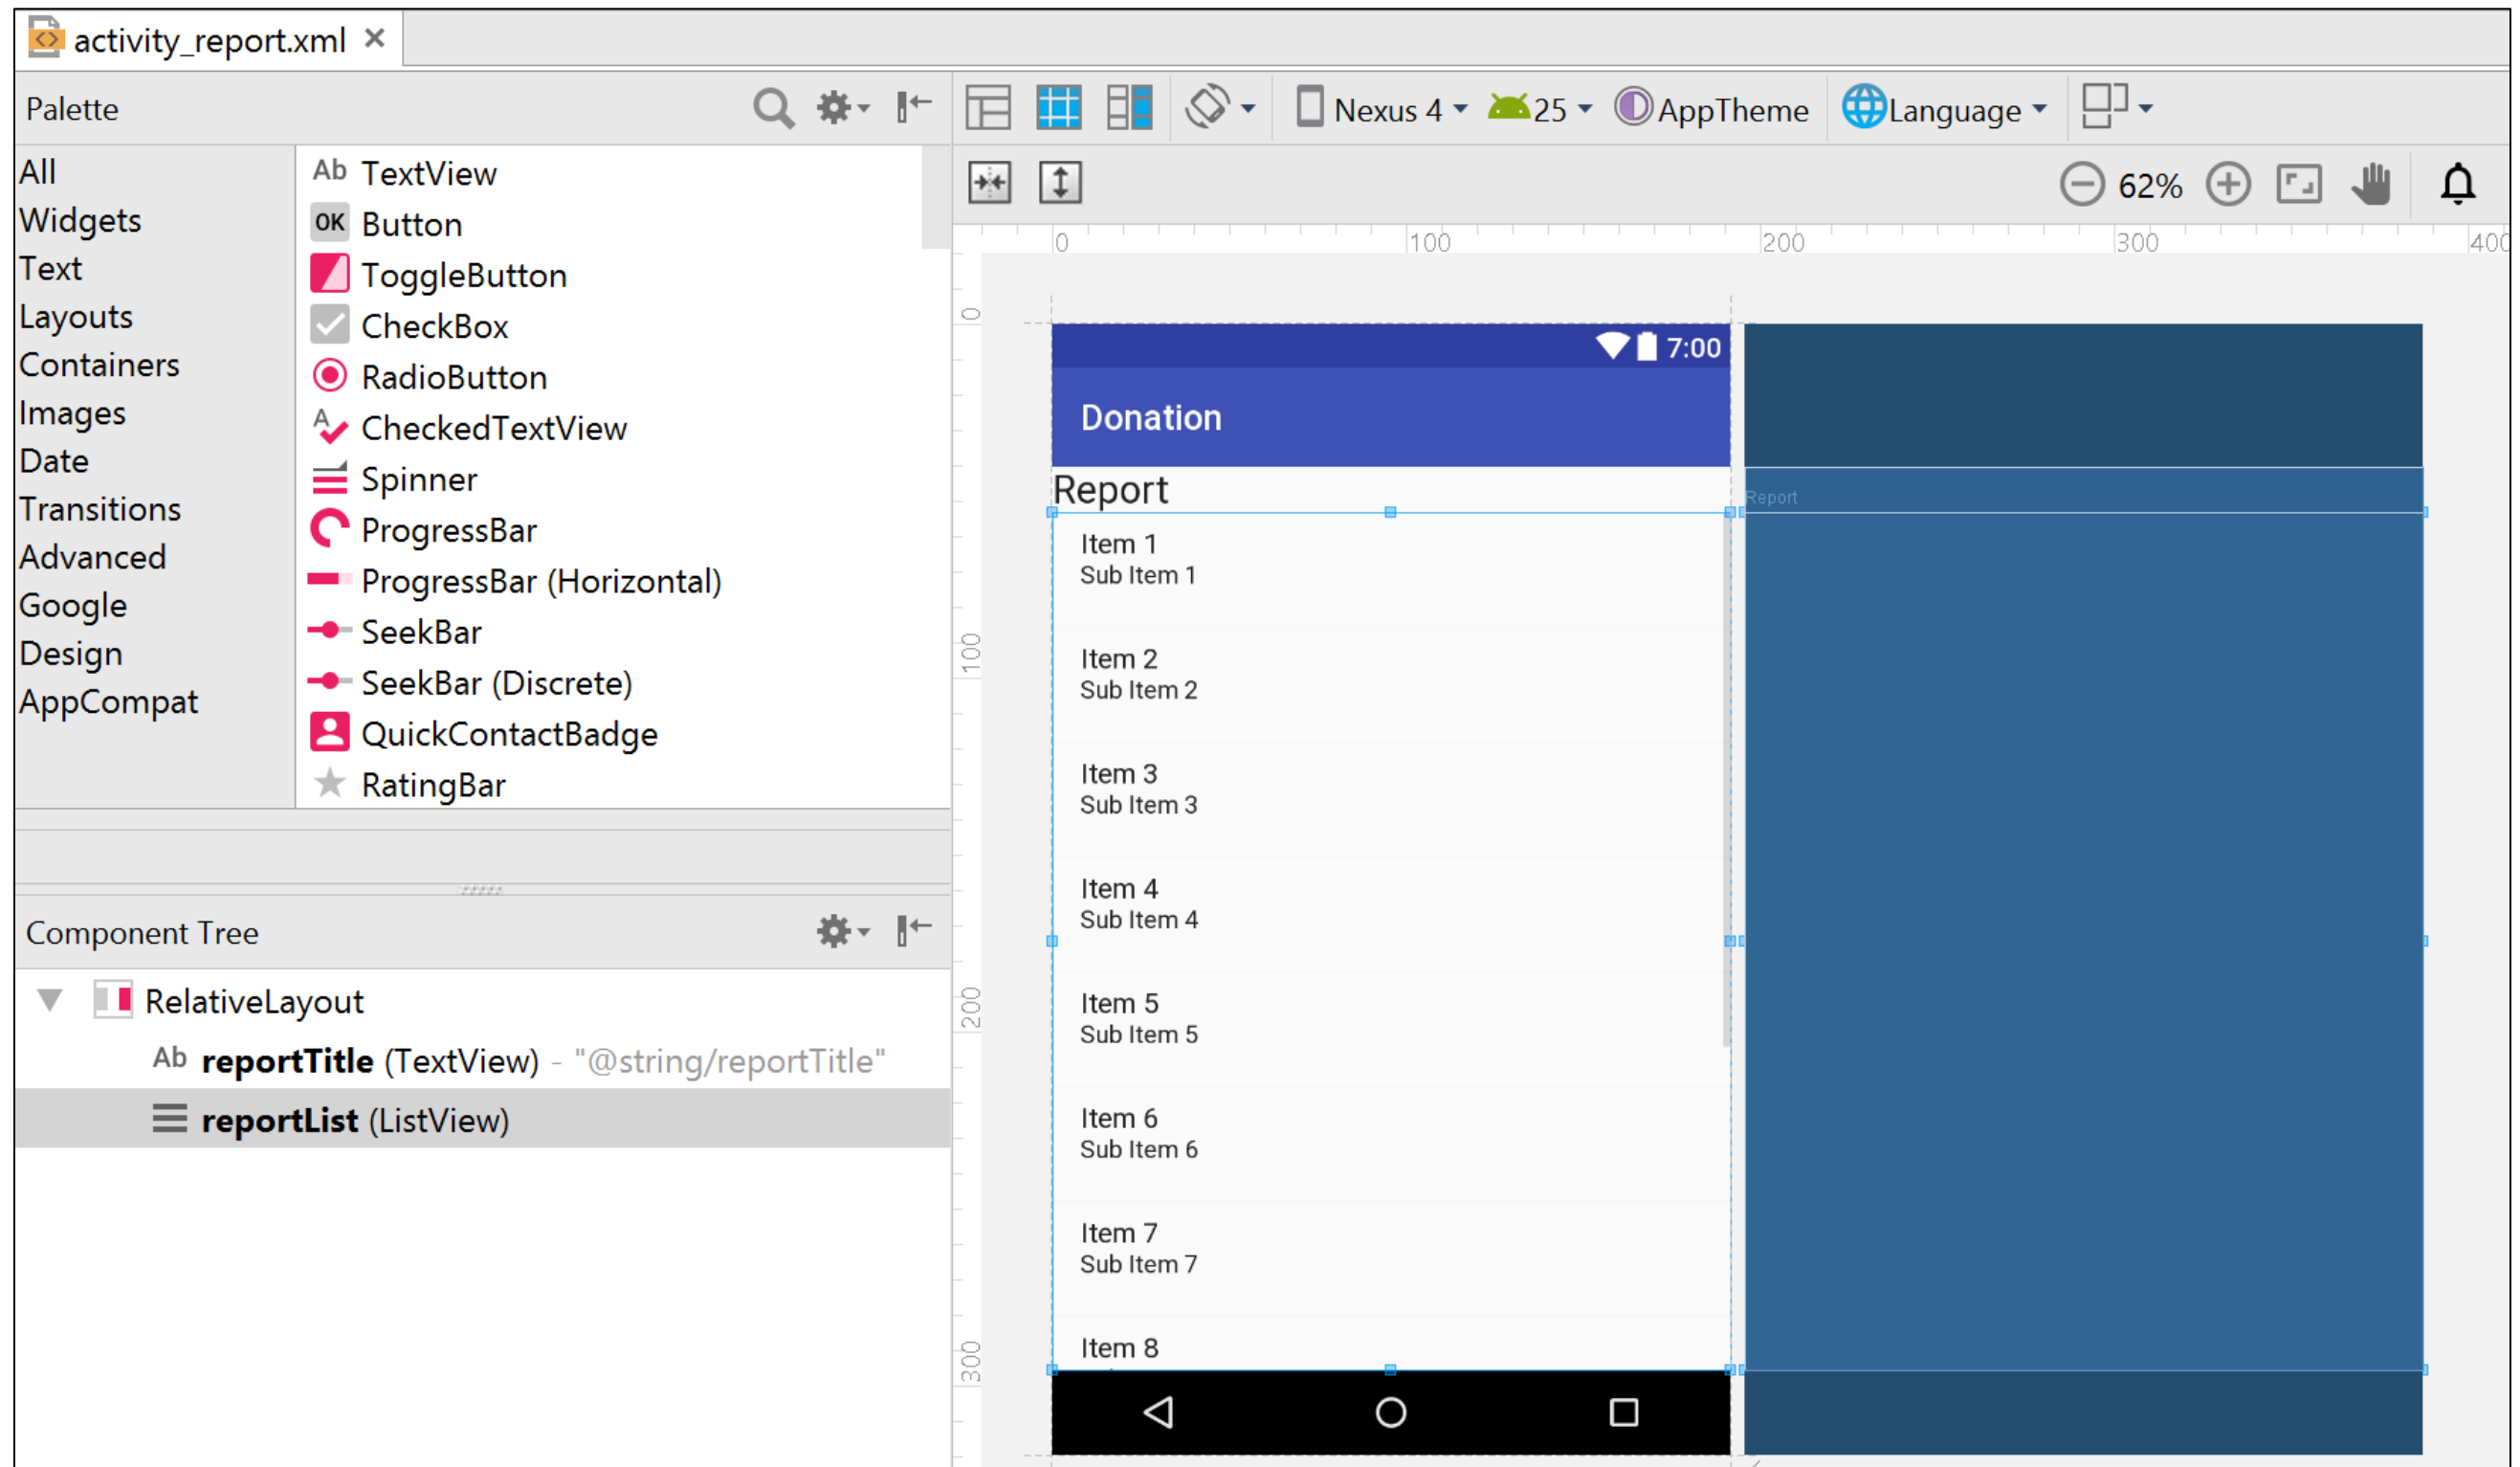 activity_report.xml
Palette
Nexus 4
25
AppTheme
Language
All
Widgets
Text
Layouts
Containers
Images
Date
Transitions
Advanced
Google
Design
AppCompat
Ab TextView
OK Button
ToggleButton
CheckBox
RadioButton
A CheckedTextView
Spinner
ProgressBar
ProgressBar (Horizontal)
SeekBar
SeekBar (Discrete)
QuickContactBadge
RatingBar
Component Tree
RelativeLayout
Ab reportTitle (TextView) - "@string/reportTitle"
reportList (ListView)
62%
0 100 200 300 400
0
100
200
300
7:00
Donation
Report
Item 1
Sub Item 1
Item 2
Sub Item 2
Item 3
Sub Item 3
Item 4
Sub Item 4
Item 5
Sub Item 5
Item 6
Sub Item 6
Item 7
Sub Item 7
Item 8
Report